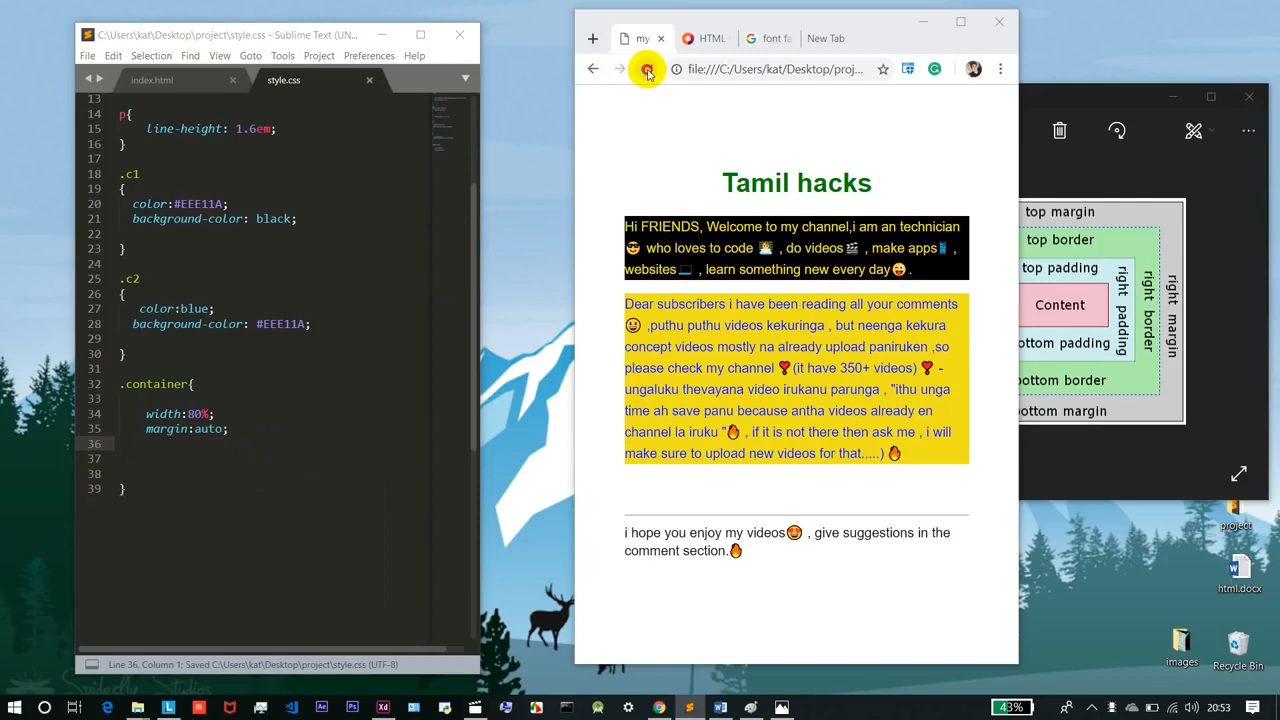 C:\Users\kat\Desktop\project\style.css - Sublime Text (UN...
File Edit Selection Find View Goto Tools Project Preferences Help
index.html
style.css
13
14 p{
15 line-height: 1.6em;
16 }
17
18 .c1
19 {
20 color:#EEE11A;
21 background-color: black;
22
23 }
24
25 .c2
26 {
27 color:blue;
28 background-color: #EEE11A;
29
30 }
31
32 .container{
33
34 width:80%;
35 margin:auto;
36
37
38
39 }
Line 36, Column 1: Saved C:\Users\kat\Desktop\project\style.css (UTF-8)
my
HTML
font fa
New Tab
file:///C:/Users/kat/Desktop/proj...
Tamil hacks
Hi FRIENDS, Welcome to my channel,i am an technician
😎 who loves to code 👨‍💻 , do videos🎬 , make apps📱 ,
websites💻 , learn something new every day😜 .
Dear subscribers i have been reading all your comments
😀 ,puthu puthu videos kekuringa , but neenga kekura
concept videos mostly na already upload paniruken ,so
please check my channel ❣(it have 350+ videos) ❣ -
ungaluku thevayana video irukanu parunga , "ithu unga
time ah save panu because antha videos already en
channel la iruku "🔥 , if it is not there then ask me , i will
make sure to upload new videos for that.....) 🔥
i hope you enjoy my videos🤩 , give suggestions in the
comment section.🔥
top margin
top border
top padding
Content
right padding
right border
right margin
bottom padding
bottom border
bottom margin
project
html.docx
images
Recycle Bin
43%
20:53